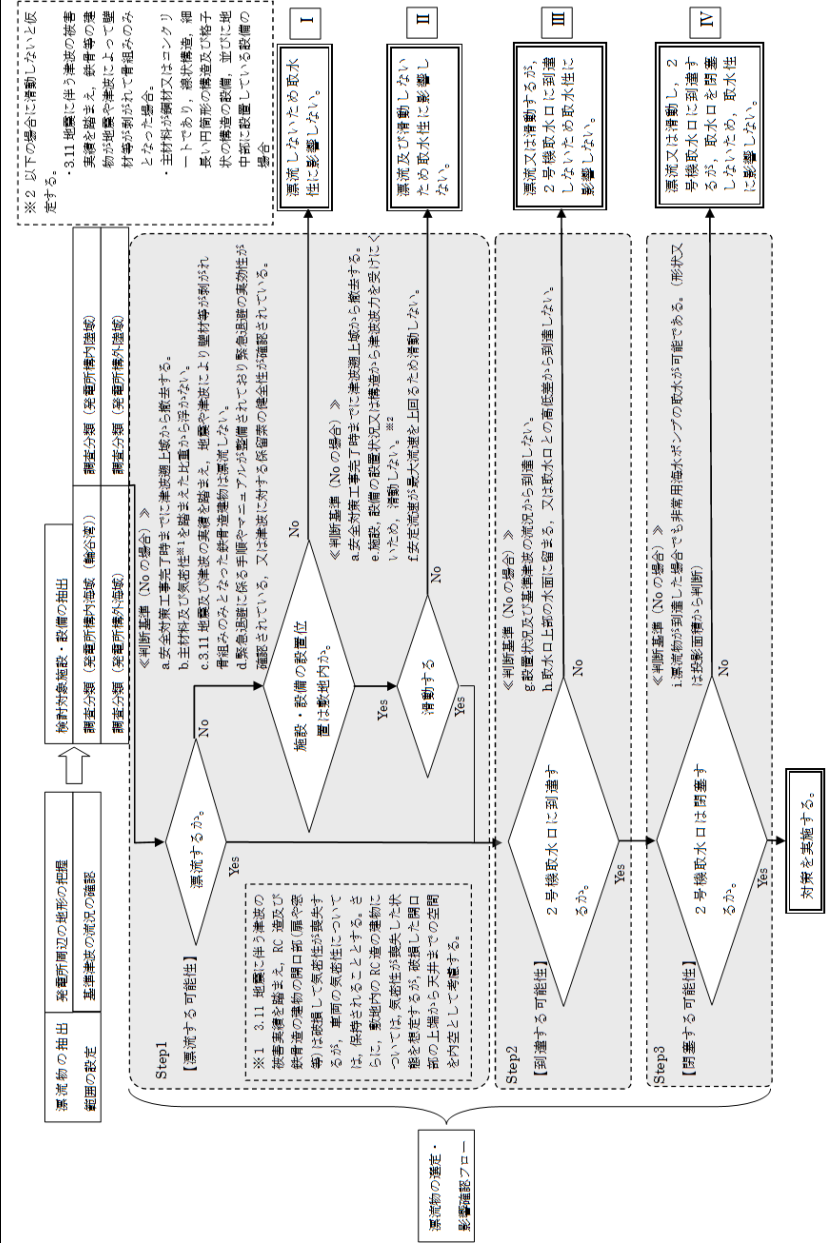 漂流物の抽出
範囲の設定
発電所周辺の地形の把握
基準津波の流況の確認
検討対象施設・設備の抽出
調査分類（発電所構内海域（輪谷湾））
調査分類（発電所構内陸域）
調査分類（発電所構外海域）
調査分類（発電所構外陸域）
漂流物の選定・
影響確認フロー
Step1
【漂流する可能性】
漂流するか。
No
Yes
≪判断基準（Noの場合）≫
a.安全対策工事完了時までに津波遡上域から撤去する。
b.主材料及び気密性※1を踏まえた比重から浮かない。
c.3.11 地震及び津波の実績を踏まえ，地震や津波により壁材等が剥がれ
骨組みのみとなった鉄骨造建物は漂流しない。
d.緊急退避に係る手順やマニュアルが整備されており緊急退避の実効性が
確認されている，又は津波に対する係留索の健全性が確認されている。
※1 3.11 地震に伴う津波の
被害実績を踏まえ，RC 造及び
鉄骨造の建物の開口部（扉や窓
等）は破損して気密性が喪失す
るが，車両の気密性について
は，保持されることとする。さ
らに，敷地内の RC 造の建物に
ついては，気密性が喪失した状
態を想定するが，破損した開口
部の上端から天井までの空間
を内空として考慮する。
施設・設備の設置位
置は敷地内か。
No
Yes
漂流しないため取水
性に影響しない。
Ⅰ
≪判断基準（Noの場合）≫
a.安全対策工事完了時までに津波遡上域から撤去する。
e.施設，設備の設置状況又は構造から津波波力を受けにく
いため，滑動しない。※2
f.安定流速が最大流速を上回るため滑動しない。
滑動する
No
Yes
漂流及び滑動しない
ため取水性に影響し
ない。
Ⅱ
※2 以下の場合に滑動しないと仮
定する。
・3.11 地震に伴う津波の被害
実績を踏まえ，鉄骨等の建
物が地震や津波によって壁
材等が剥がれて骨組みのみ
となった場合。
・主材料が鋼材又はコンクリ
ートであり，線状構造，細
長い円筒形の構造及び格子
状の構造の設備，並びに地
中部に設置している設備の
場合
Step2
【到達する可能性】
2 号機取水口に到達す
るか。
No
Yes
≪判断基準（Noの場合）≫
g.設置状況及び基準津波の流況から到達しない。
h.取水口上部の水面に留まる，又は取水口との高低差から到達しない。
漂流又は滑動するが，
2 号機取水口に到達
しないため取水性に
影響しない。
Ⅲ
Step3
【閉塞する可能性】
2 号機取水口は閉塞す
るか。
No
Yes
≪判断基準（Noの場合）≫
i.漂流物が到達した場合でも非常用海水ポンプの取水が可能である。（形状又
は投影面積から判断）
漂流又は滑動し，2
号機取水口に到達す
るが，取水口を閉塞
しないため，取水性
に影響しない。
Ⅳ
対策を実施する。